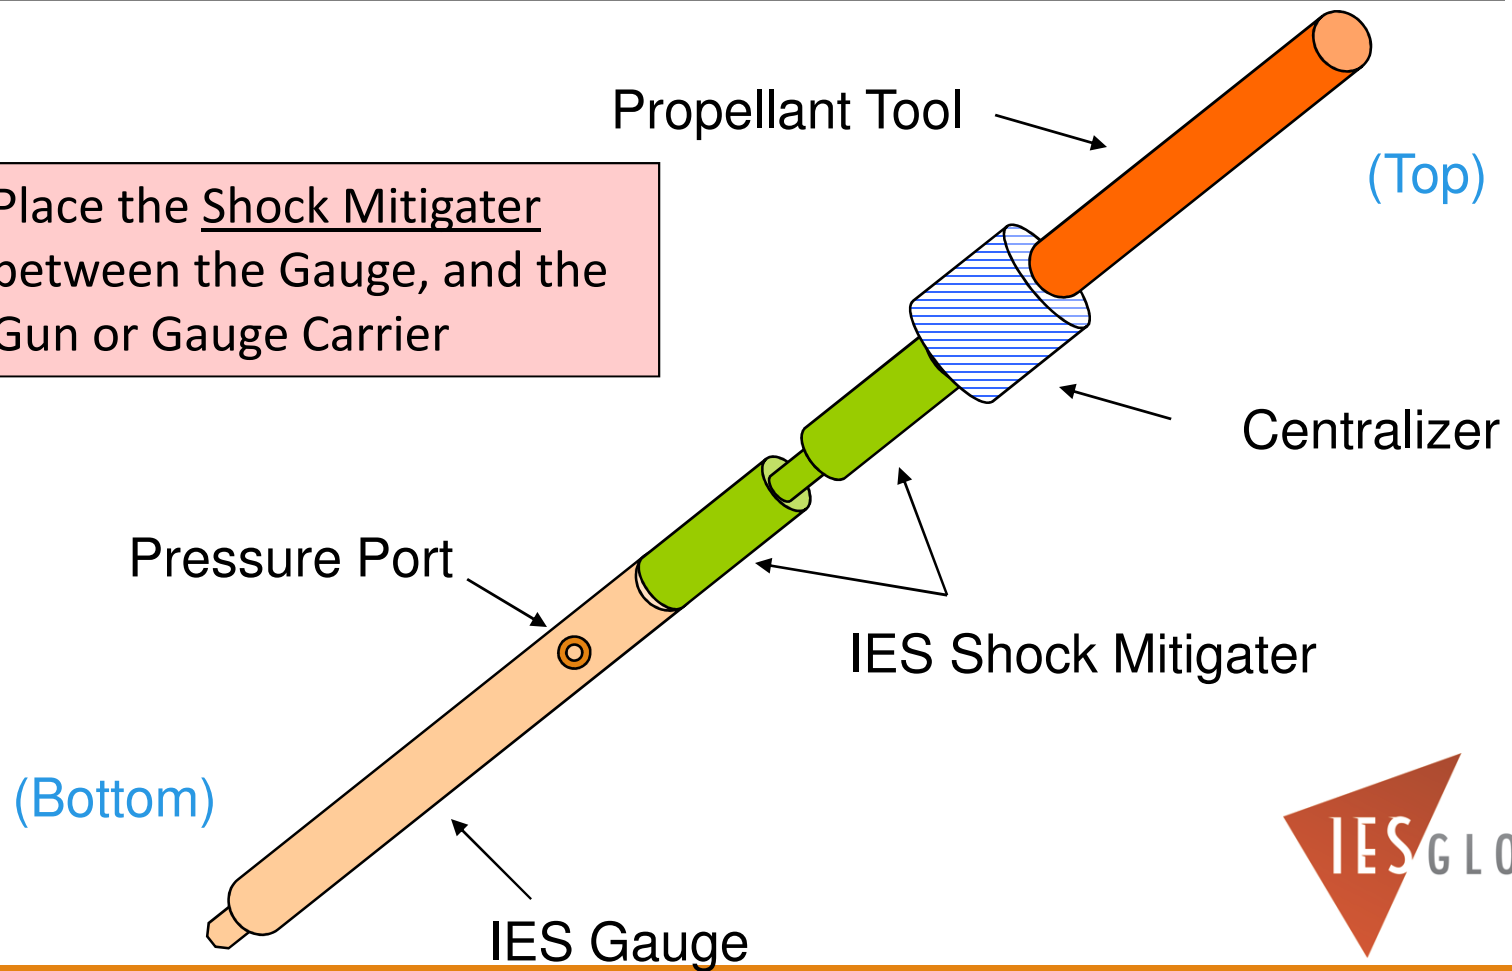 Propellant Tool
(Top)
Place the Shock Mitigater
between the Gauge, and the
Gun or Gauge Carrier
Centralizer
Pressure Port
IES Shock Mitigater
(Bottom)
IES GLO
IES Gauge